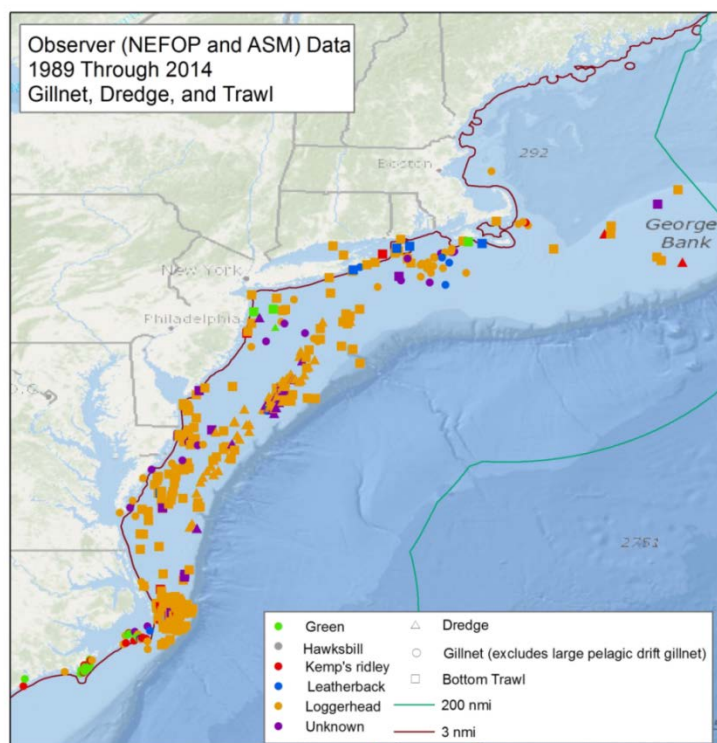 Observer (NEFOP and ASM) Data
1989 Through 2014
Gillnet, Dredge, and Trawl
Boston
292
George
Bank
New York
Philadelphia
2761
Green
Hawksbill
Kemp's ridley
Leatherback
Loggerhead
Unknown
Dredge
Gillnet (excludes large pelagic drift gillnet)
Bottom Trawl
200 nmi
3 nmi